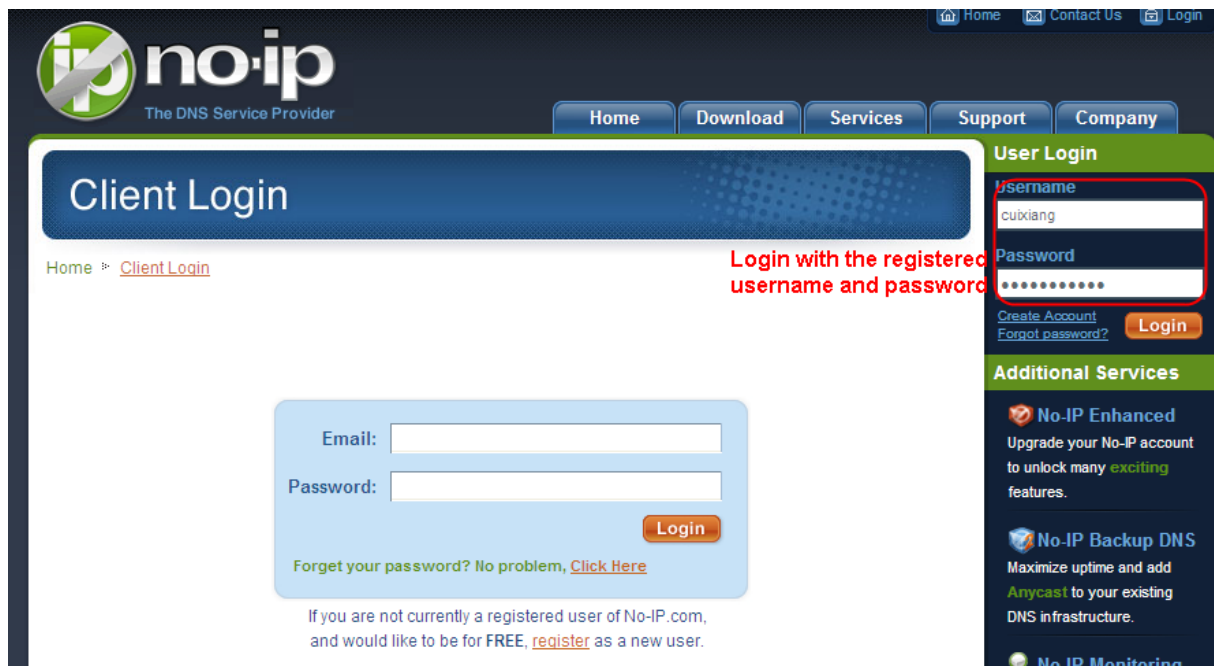 Home Contact Us Login
ip no·ip
The DNS Service Provider
Home Download Services Support Company
Client Login
Home Client Login
Login with the registered
username and password
Email:
Password:
Login
Forget your password? No problem, Click Here
If you are not currently a registered user of No-IP.com,
and would like to be for FREE, register as a new user.
User Login
Username
cuixiang
Password
•••••••••••
Create Account
Forgot password?
Login
Additional Services
No-IP Enhanced
Upgrade your No-IP account
to unlock many exciting
features.
No-IP Backup DNS
Maximize uptime and add
Anycast to your existing
DNS infrastructure.
No-IP Monitoring